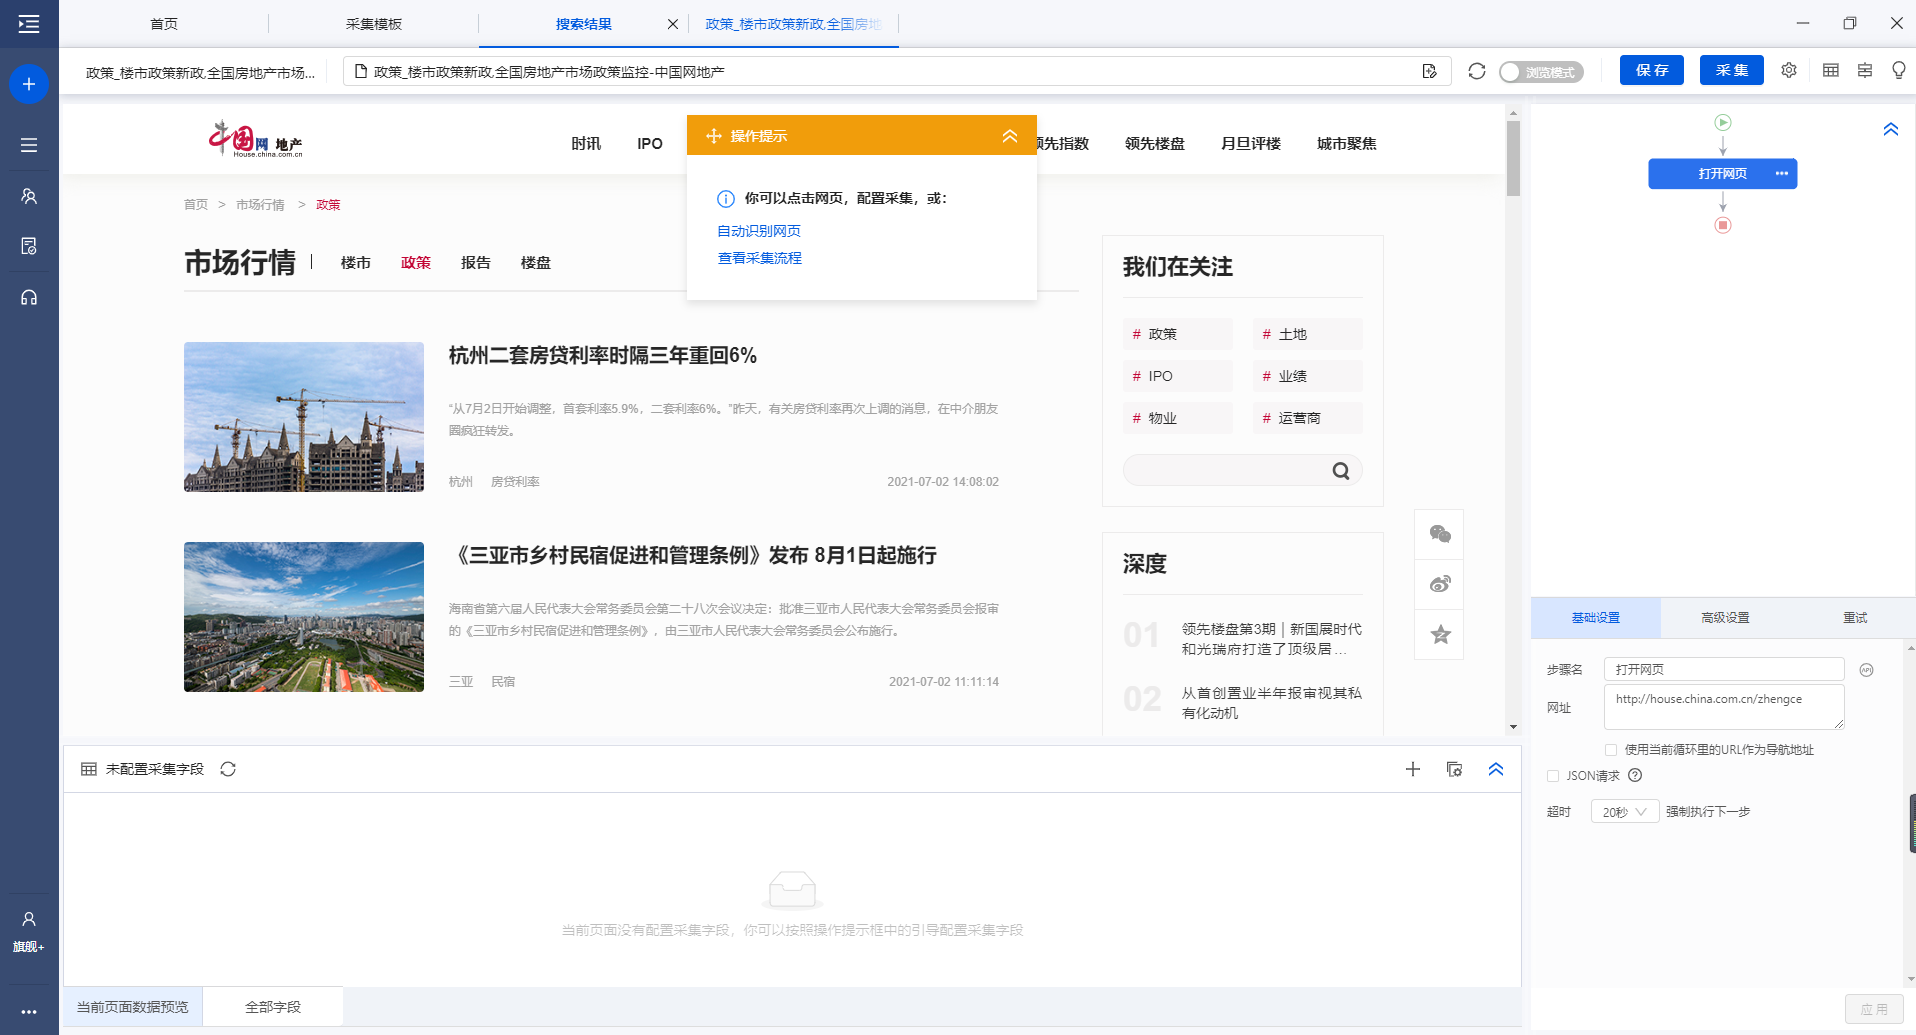 首页
采集模板
搜索结果
政策_楼市政策新政,全国房地
政策_楼市政策新政,全国房地产市场...
政策_楼市政策新政,全国房地产市场政策监控-中国网地产
浏览模式
保 存
采 集
中国网 地产
House.china.com.cn
时讯
IPO
领先指数
领先楼盘
月旦评楼
城市聚焦
操作提示
你可以点击网页，配置采集，或：
自动识别网页
查看采集流程
首页 > 市场行情 > 政策
市场行情
楼市
政策
报告
楼盘
杭州二套房贷利率时隔三年重回6%
“从7月2日开始调整，首套利率5.9%，二套利率6%。”昨天，有关房贷利率再次上调的消息，在中介朋友
圈疯狂转发。
杭州 房贷利率
2021-07-02 14:08:02
《三亚市乡村民宿促进和管理条例》发布 8月1日起施行
海南省第六届人民代表大会常务委员会第二十八次会议决定：批准三亚市人民代表大会常务委员会报审
的《三亚市乡村民宿促进和管理条例》，由三亚市人民代表大会常务委员会公布施行。
三亚 民宿
2021-07-02 11:11:14
我们在关注
# 政策
# 土地
# IPO
# 业绩
# 物业
# 运营商
深度
01
领先楼盘第3期｜新国展时代
和光瑞府打造了顶级居...
02
从首创置业半年报审视其私
有化动机
打开网页
基础设置
高级设置
重试
步骤名
打开网页
API
网址
http://house.china.com.cn/zhengce
使用当前循环里的URL作为导航地址
JSON请求
超时
20秒
强制执行下一步
应 用
未配置采集字段
当前页面没有配置采集字段，你可以按照操作提示框中的引导配置采集字段
当前页面数据预览
全部字段
旗舰+